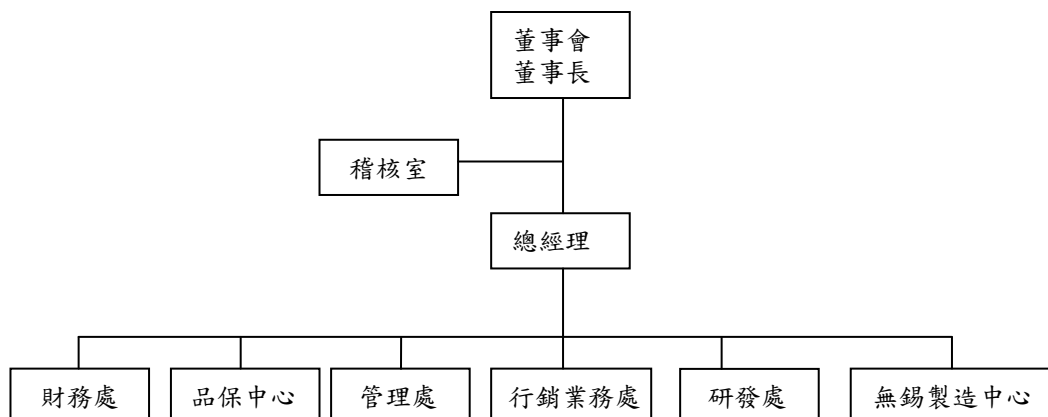 董事會
董事長
稽核室
總經理
財務處
品保中心
管理處
行銷業務處
研發處
無錫製造中心